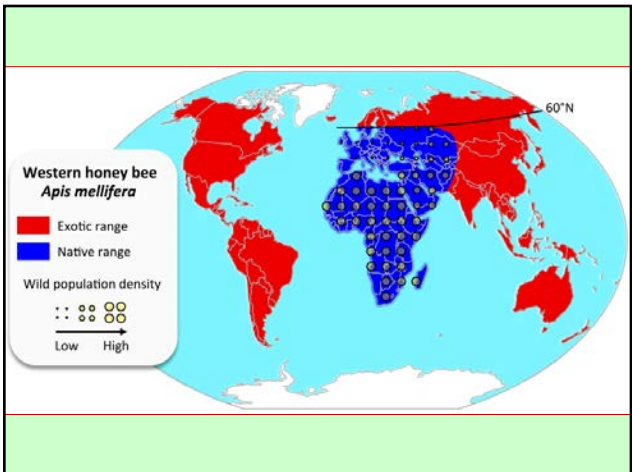 60°N
Western honey bee
Apis mellifera
Exotic range
Native range
Wild population density
Low High